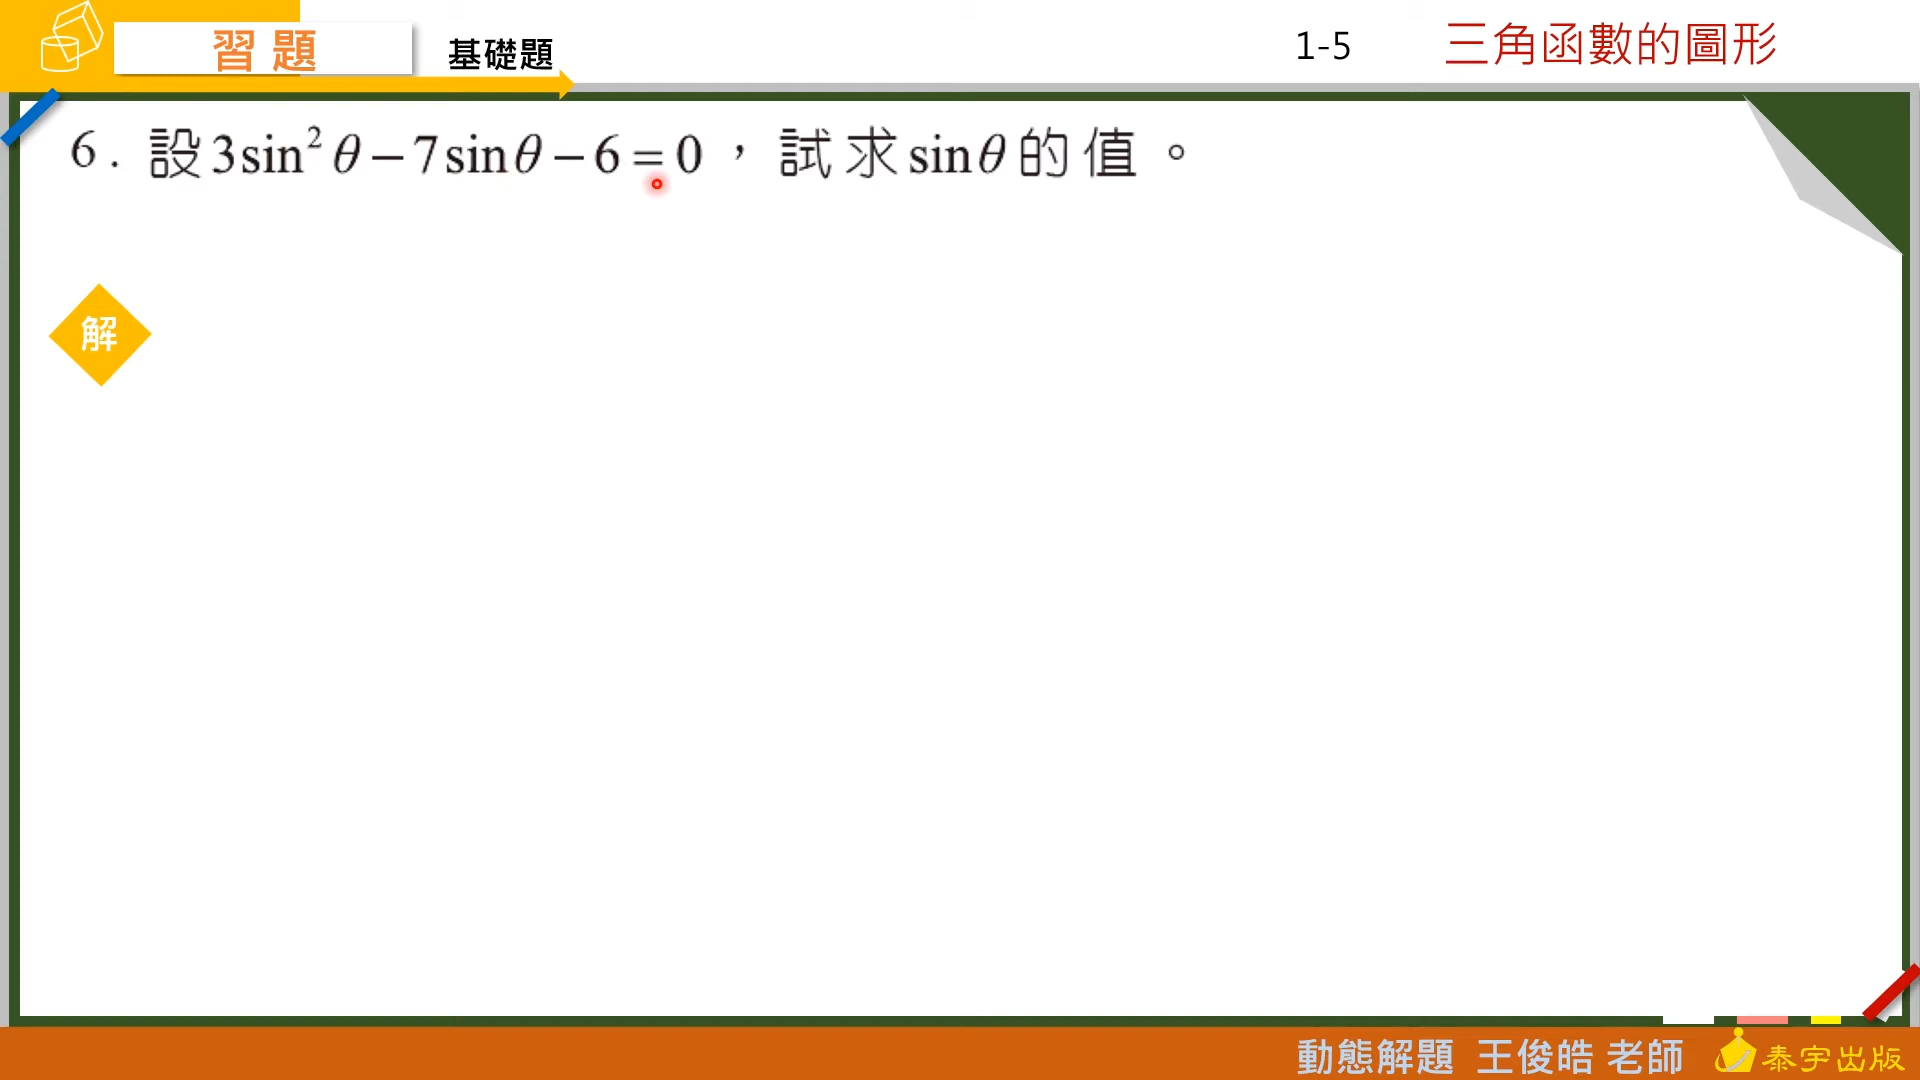 習題
基礎題
1-5 三角函數的圖形
6. 設3sin²θ－7sinθ－6＝0，試求sinθ的值。
解
動態解題 王俊皓 老師 泰宇出版